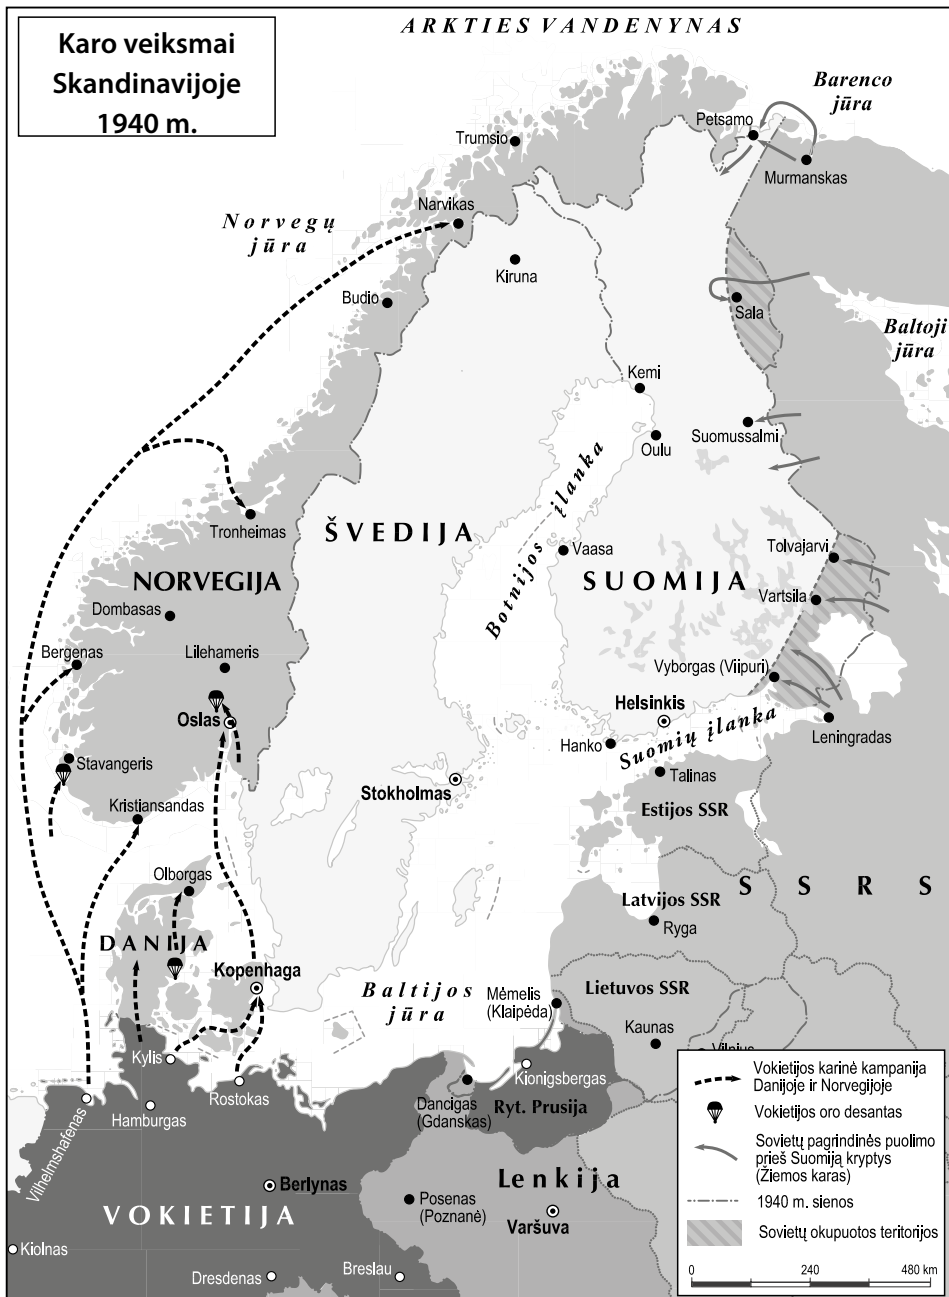 Karo veiksmai
Skandinavijoje
1940 m.
ARKTIES VANDENYNAS
Barenco
jūra
Petsamo
Trumsio
Murmanskas
Narvikas
Norvegų
jūra
Kiruna
Budio
Sala
Baltoji
jūra
Kemi
Suomussalmi
Oulu
Botnijos įlanka
Tronheimas
ŠVEDIJA
Vaasa
Tolvajarvi
NORVEGIJA
SUOMIJA
Dombasas
Vartsila
Bergenas
Lilehameris
Vyborgas (Viipuri)
Oslas
Helsinkis
Suomių įlanka
Hanko
Leningradas
Stavangeris
Talinas
Stokholmas
Kristiansandas
Estijos SSR
Olborgas
SSRS
Latvijos SSR
Ryga
DANIJA
Kopenhaga
Baltijos
jūra
Mėmelis
(Klaipėda)
Lietuvos SSR
Kaunas
Vilnius
Kylis
Kionigsbergas
Rostokas
Vilhelmshafenas
Hamburgas
Dancigas
(Gdanskas)
Ryt. Prusija
Berlynas
Lenkija
Posenas
(Poznanė)
Varšuva
VOKIETIJA
Kiolnas
Dresdenas
Breslau
Vokietijos karinė kampanija
Danijoje ir Norvegijoje
Vokietijos oro desantas
Sovietų pagrindinės puolimo
prieš Suomiją kryptys
(Žiemos karas)
1940 m. sienos
Sovietų okupuotos teritorijos
0 240 480 km